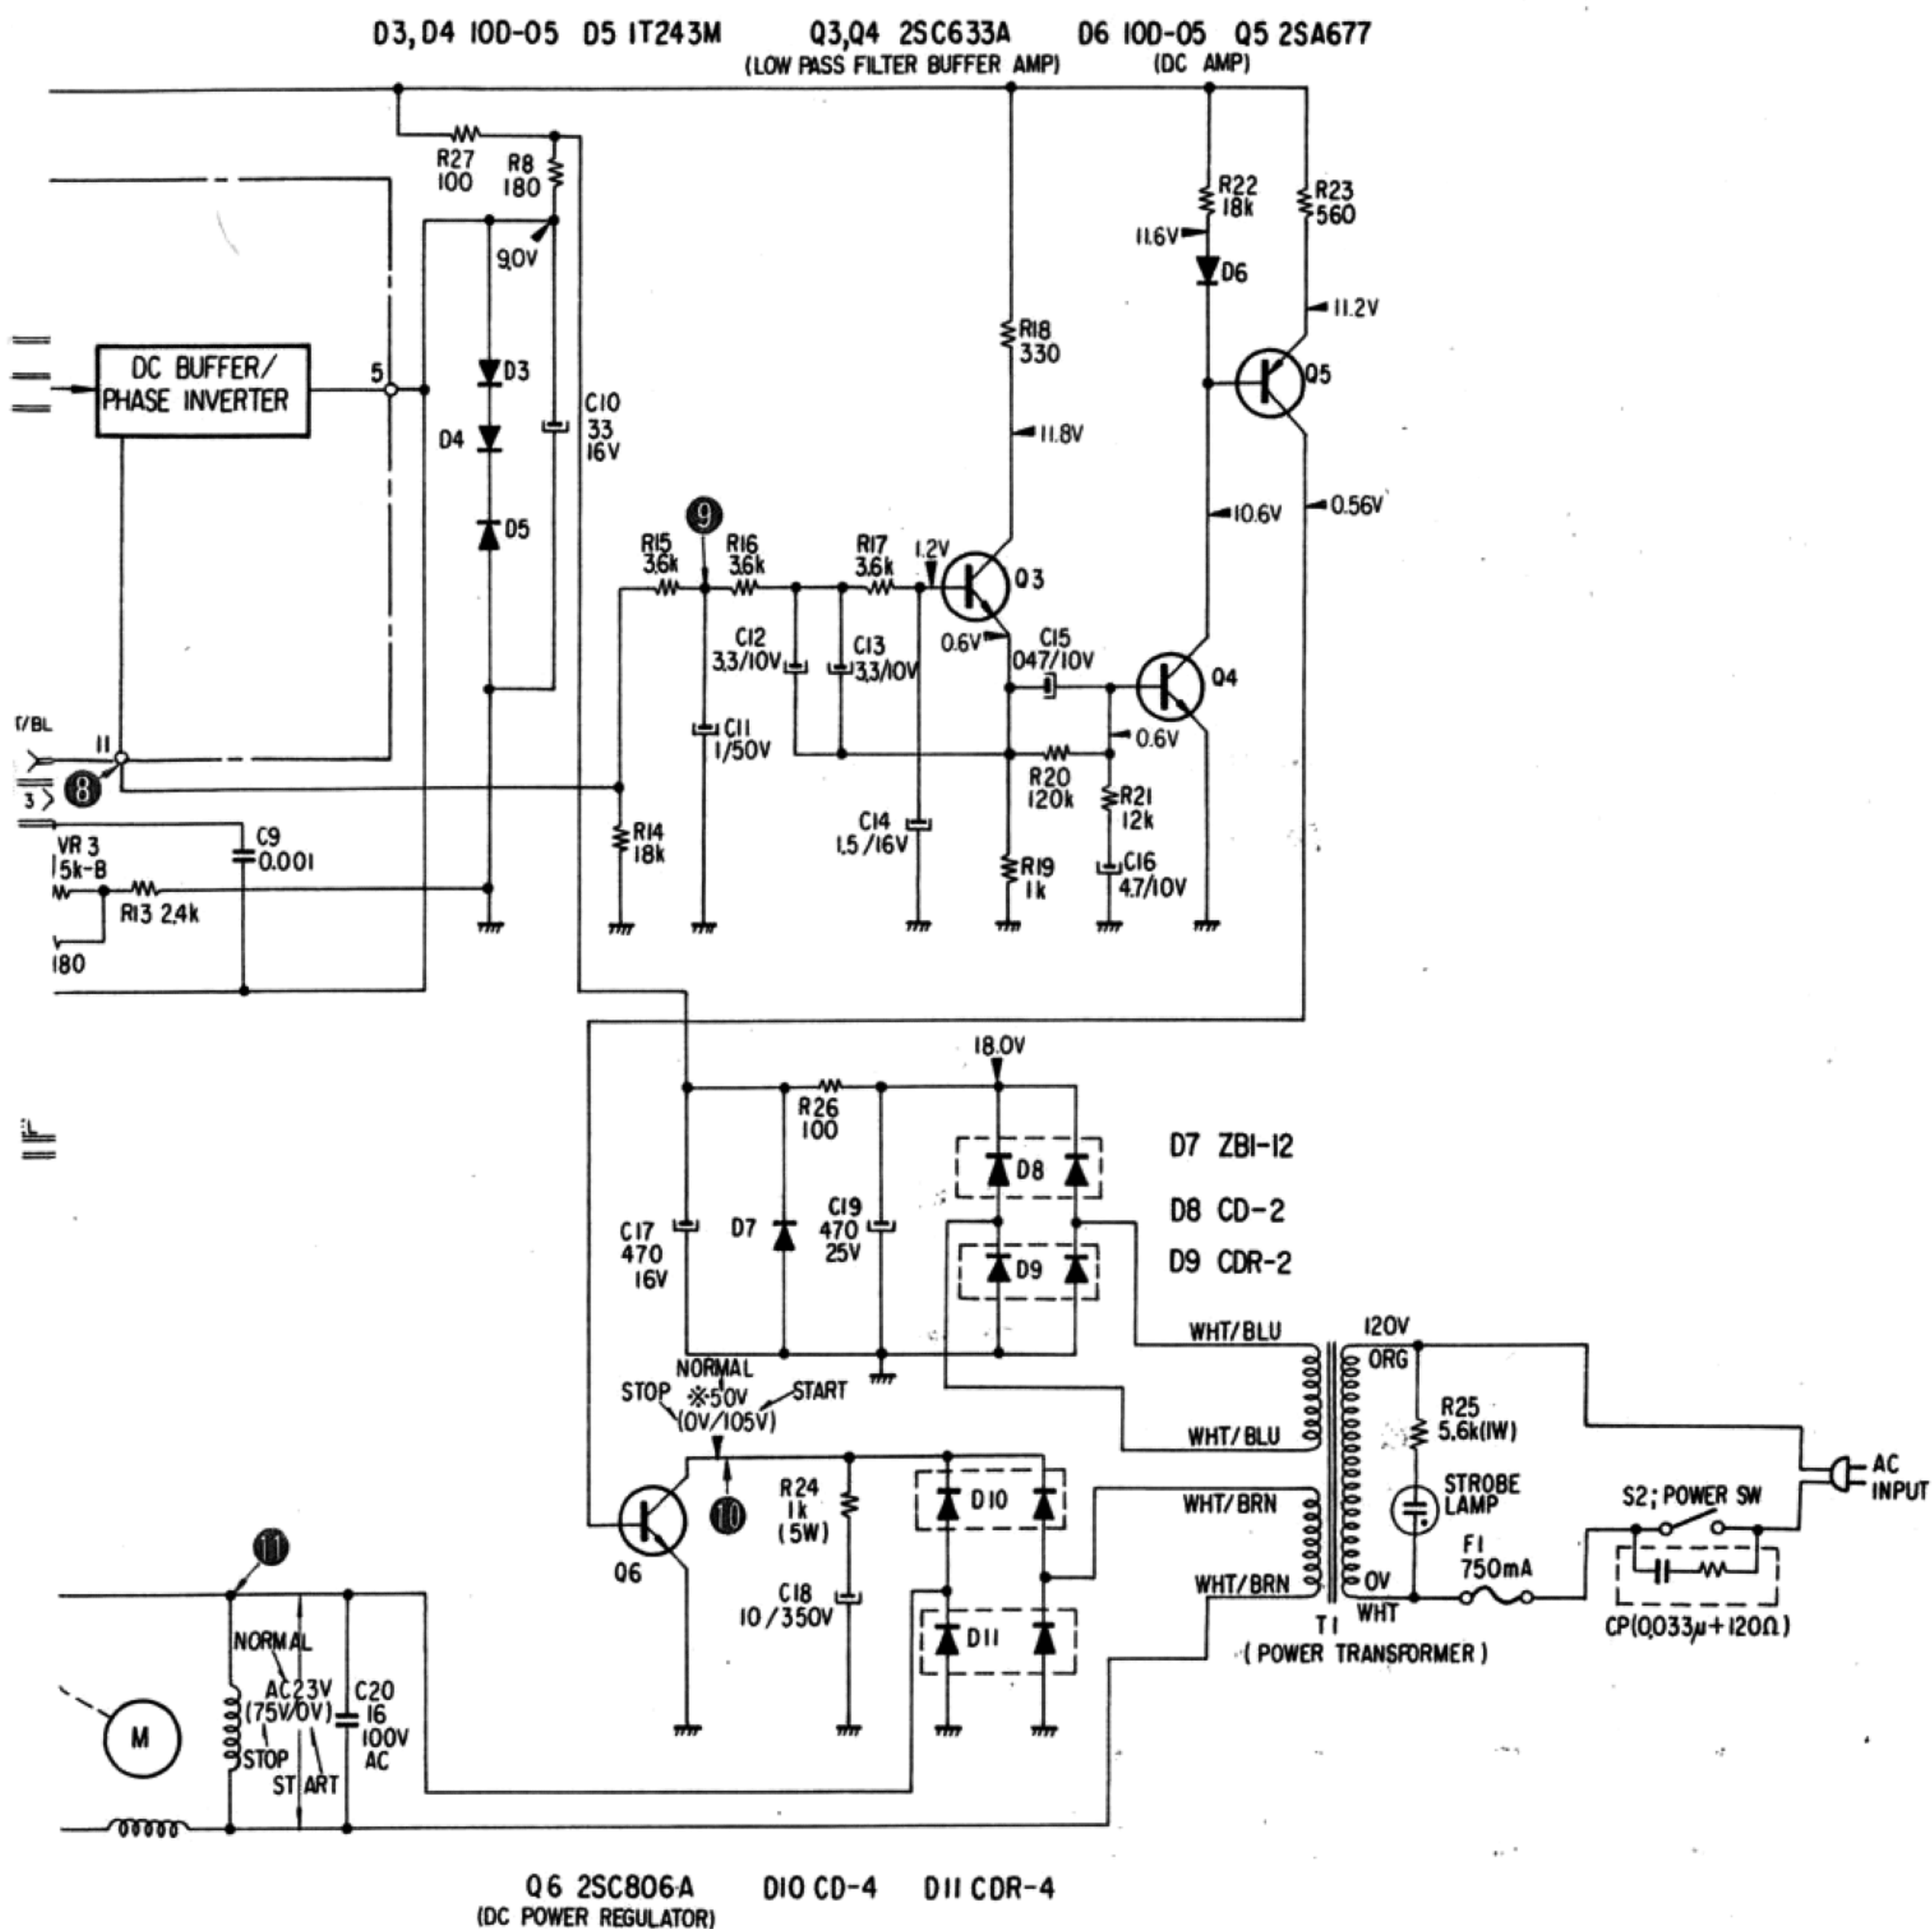 D3, D4 10D-05 D5 1T243M Q3,Q4 2SC633A D6 10D-05 Q5 2SA677
(LOW PASS FILTER BUFFER AMP) (DC AMP)
R27
100
R8
180
9.0V
DC BUFFER/
PHASE INVERTER
5
D3
D4
D5
C10
33
16V
R22
18k
R23
560
11.6V
D6
11.2V
R18
330
Q5
11.8V
10.6V
0.56V
9
R15
3.6k
R16
3.6k
R17
3.6k
1.2V
Q3
C12
3.3/10V
C13
3.3/10V
0.6V
C15
047/10V
Q4
T/BL
11
8
3
C11
1/50V
0.6V
R20
120k
R21
12k
VR 3
5k-B
C9
0.001
R14
18k
C14
1.5/16V
R19
1k
C16
4.7/10V
R13 2.4k
180
18.0V
L
R26
100
D8
C17
470
16V
D7
C19
470
25V
D9
D7 ZB1-12
D8 CD-2
D9 CDR-2
WHT/BLU
120V
ORG
NORMAL
STOP ※50V START
(0V/105V)
WHT/BLU
R25
5.6k(1W)
AC
INPUT
R24
1k
(5W)
D10
WHT/BRN
STROBE
LAMP
S2; POWER SW
10
11
Q6
F1
750mA
C18
10/350V
D11
WHT/BRN
0V
WHT
T1
(POWER TRANSFORMER)
CP(0.033μ+120Ω)
NORMAL
AC23V
(75V/0V)
STOP
START
C20
16
100V
AC
M
Q6 2SC806A D10 CD-4 D11 CDR-4
(DC POWER REGULATOR)